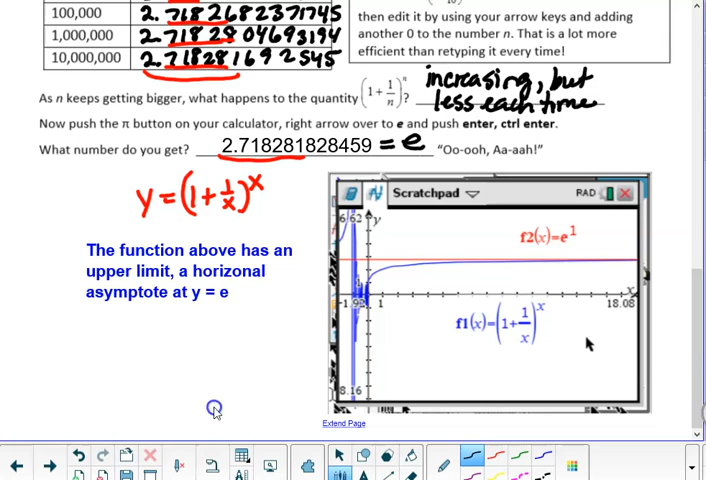 100,000 2.718268237 1745
1,000,000 2.718280469 3194
10,000,000 2.718281692545
then edit it by using your arrow keys and adding
another 0 to the number n. That is a lot more
efficient than retyping it every time!
As n keeps getting bigger, what happens to the quantity (1 + 1/n)^n? increasing, but
less each time
Now push the π button on your calculator, right arrow over to e and push enter, ctrl enter.
What number do you get? 2.718281828459 = e "Oo-ooh, Aa-aah!"
y = (1 + 1/x)^x
The function above has an
upper limit, a horizonal
asymptote at y = e
Scratchpad RAD
6.62 y
f2(x)=e^1
x
-1.92 1 18.08
f1(x)=(1+1/x)^x
8.16
Extend Page